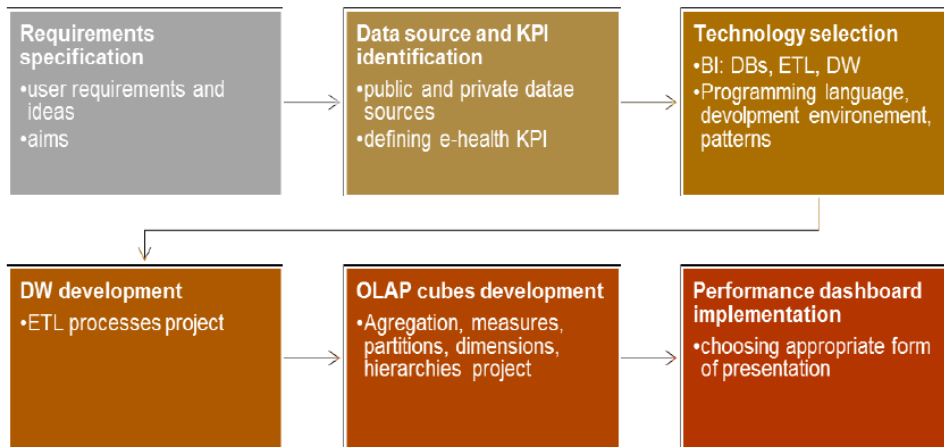 Requirements
specification
•user requirements and
ideas
•aims
Data source and KPI
identification
•public and private datae
sources
•defining e-health KPI
Technology selection
•BI: DBs, ETL, DW
•Programming language,
devolpment environement,
patterns
DW development
•ETL processes project
OLAP cubes development
•Agregation, measures,
partitions, dimensions,
hierarchies project
Performance dashboard
implementation
•choosing appropriate form
of presentation